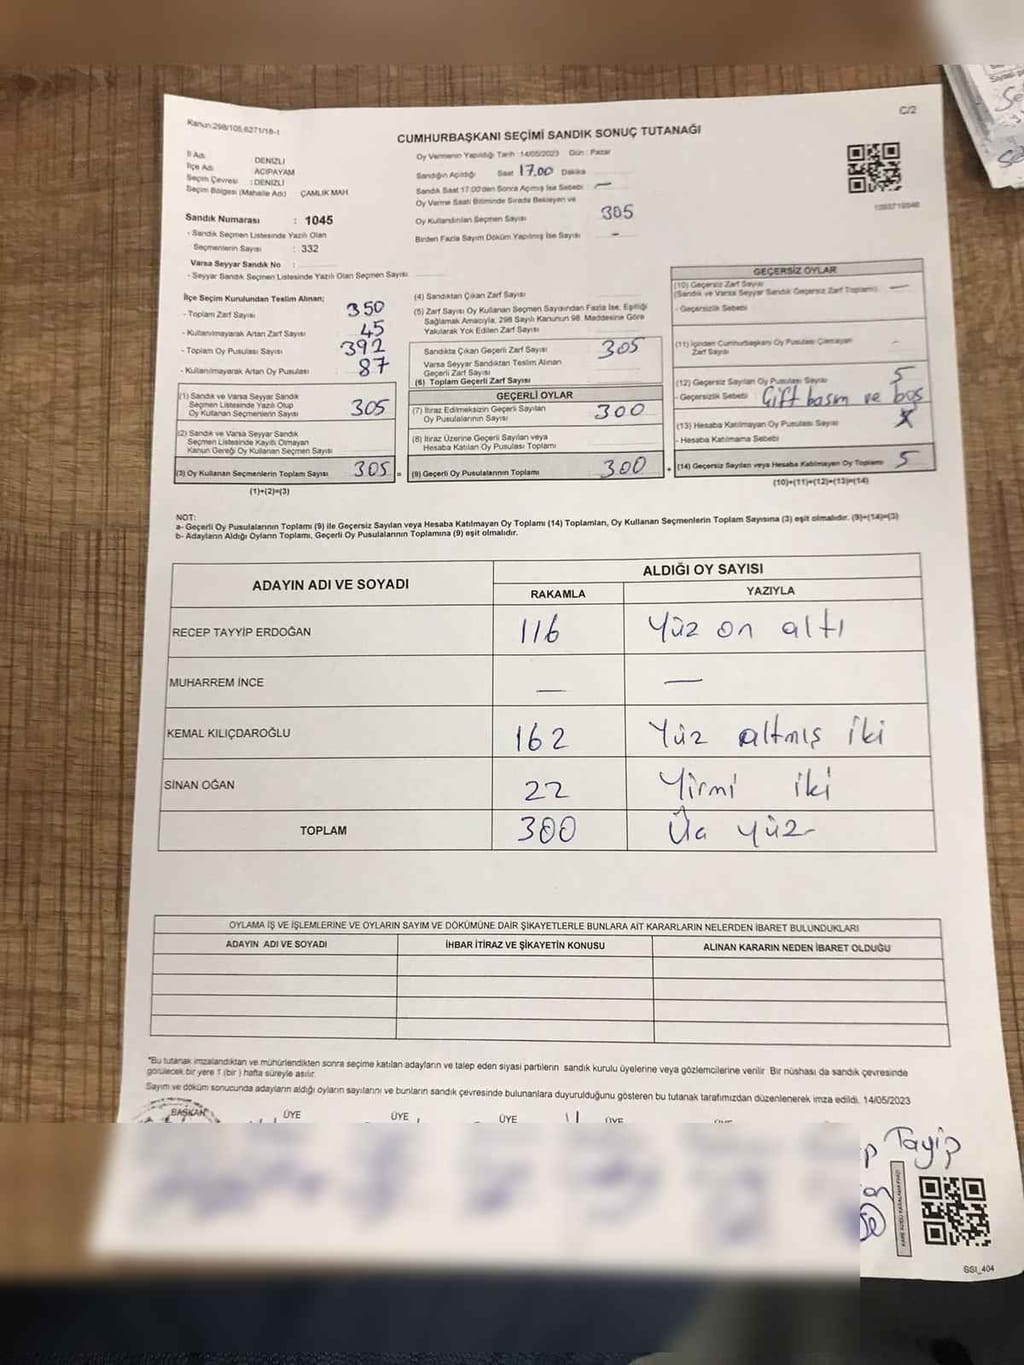 C/2
Kanun:298/105,6271/18-t
CUMHURBAŞKANI SEÇİMİ SANDIK SONUÇ TUTANAĞI
İl Adı DENİZLİ
İlçe Adı ACIPAYAM
Seçim Çevresi : DENİZLİ
Seçim Bölgesi (Mahalle Adı) ÇAMLIK MAH.
Sandık Numarası : 1045
- Sandık Seçmen Listesinde Yazılı Olan
Seçmenlerin Sayısı : 332
Varsa Seyyar Sandık No :
- Seyyar Sandık Seçmen Listesinde Yazılı Olan Seçmen Sayısı
Oy Vermenin Yapıldığı Tarih :14/05/2023 Gün : Pazar
Sandığın Açıldığı Saat 17.00 Dakika
Sandık Saat 17:00'den Sonra Açılmış İse Sebebi —
Oy Verme Saati Bitiminde Sırada Bekleyen ve
Oy Kullandırılan Seçmen Sayısı 305
Birden Fazla Sayım Döküm Yapılmış İse Sayısı –
İlçe Seçim Kurulundan Teslim Alınan;
- Toplam Zarf Sayısı 350
- Kullanılmayarak Artan Zarf Sayısı 45
- Toplam Oy Pusulası Sayısı 392
- Kullanılmayarak Artan Oy Pusulası 87
(1) Sandık ve Varsa Seyyar Sandık
Seçmen Listesinde Yazılı Olup
Oy Kullanan Seçmenlerin Sayısı 305
(2) Sandık ve Varsa Seyyar Sandık
Seçmen Listesinde Kayıtlı Olmayan
Kanun Gereği Oy Kullanan Seçmen Sayısı
(3) Oy Kullanan Seçmenlerin Toplam Sayısı 305 =
(1)+(2)=(3)
(4) Sandıktan Çıkan Zarf Sayısı
(5) Zarf Sayısı Oy Kullanan Seçmen Sayısından Fazla İse, Eşitliği
Sağlamak Amacıyla, 298 Sayılı Kanunun 98. Maddesine Göre
Yakılarak Yok Edilen Zarf Sayısı
Sandıkta Çıkan Geçerli Zarf Sayısı 305
Varsa Seyyar Sandıktan Teslim Alınan
Geçerli Zarf Sayısı
(6) Toplam Geçerli Zarf Sayısı
GEÇERLİ OYLAR
(7) İtiraz Edilmeksizin Geçerli Sayılan
Oy Pusulalarının Sayısı 300
(8) İtiraz Üzerine Geçerli Sayılan veya
Hesaba Katılan Oy Pusulası Toplamı
(9) Geçerli Oy Pusulalarının Toplamı 300 +
GEÇERSİZ OYLAR
(10) Geçersiz Zarf Sayısı
(Sandık ve Varsa Seyyar Sandık Geçersiz Zarf Toplamı) —
- Geçersizlik Sebebi
(11) İçinden Cumhurbaşkanı Oy Pusulası Çıkmayan
Zarf Sayısı –
(12) Geçersiz Sayılan Oy Pusulası Sayısı 5
- Geçersizlik Sebebi Çift basım ve boş
(13) Hesaba Katılmayan Oy Pusulası Sayısı
- Hesaba Katılmama Sebebi
(14) Geçersiz Sayılan veya Hesaba Katılmayan Oy Toplamı 5
(10)+(11)+(12)+(13)=(14)
NOT:
a- Geçerli Oy Pusulalarının Toplamı (9) ile Geçersiz Sayılan veya Hesaba Katılmayan Oy Toplamı (14) Toplamları, Oy Kullanan Seçmenlerin Toplam Sayısına (3) eşit olmalıdır. (9)+(14)=(3)
b- Adayların Aldığı Oyların Toplamı, Geçerli Oy Pusulalarının Toplamına (9) eşit olmalıdır.
ADAYIN ADI VE SOYADI ALDIĞI OY SAYISI
RAKAMLA YAZIYLA
RECEP TAYYİP ERDOĞAN 116 Yüz on altı
MUHARREM İNCE — —
KEMAL KILIÇDAROĞLU 162 Yüz altmış iki
SİNAN OĞAN 22 Yirmi iki
TOPLAM 300 Üç yüz
OYLAMA İŞ VE İŞLEMLERİNE VE OYLARIN SAYIM VE DÖKÜMÜNE DAİR ŞİKAYETLERLE BUNLARA AİT KARARLARIN NELERDEN İBARET BULUNDUKLARI
ADAYIN ADI VE SOYADI İHBAR İTİRAZ VE ŞİKAYETİN KONUSU ALINAN KARARIN NEDEN İBARET OLDUĞU
*Bu tutanak imzalandıktan ve mühürlendikten sonra seçime katılan adayların ve talep eden siyasi partilerin sandık kurulu üyelerine veya gözlemcilerine verilir. Bir nüshası da sandık çevresinde
görülecek bir yere 1 (bir) hafta süreyle asılır.
Sayım ve döküm sonucunda adayların aldığı oyların sayılarını ve bunların sandık çevresinde bulunanlara duyurulduğunu gösteren bu tutanak tarafımızdan düzenlenerek imza edildi. 14/05/2023
BAŞKAN ÜYE ÜYE ÜYE ÜYE
Tayip
SSI_404